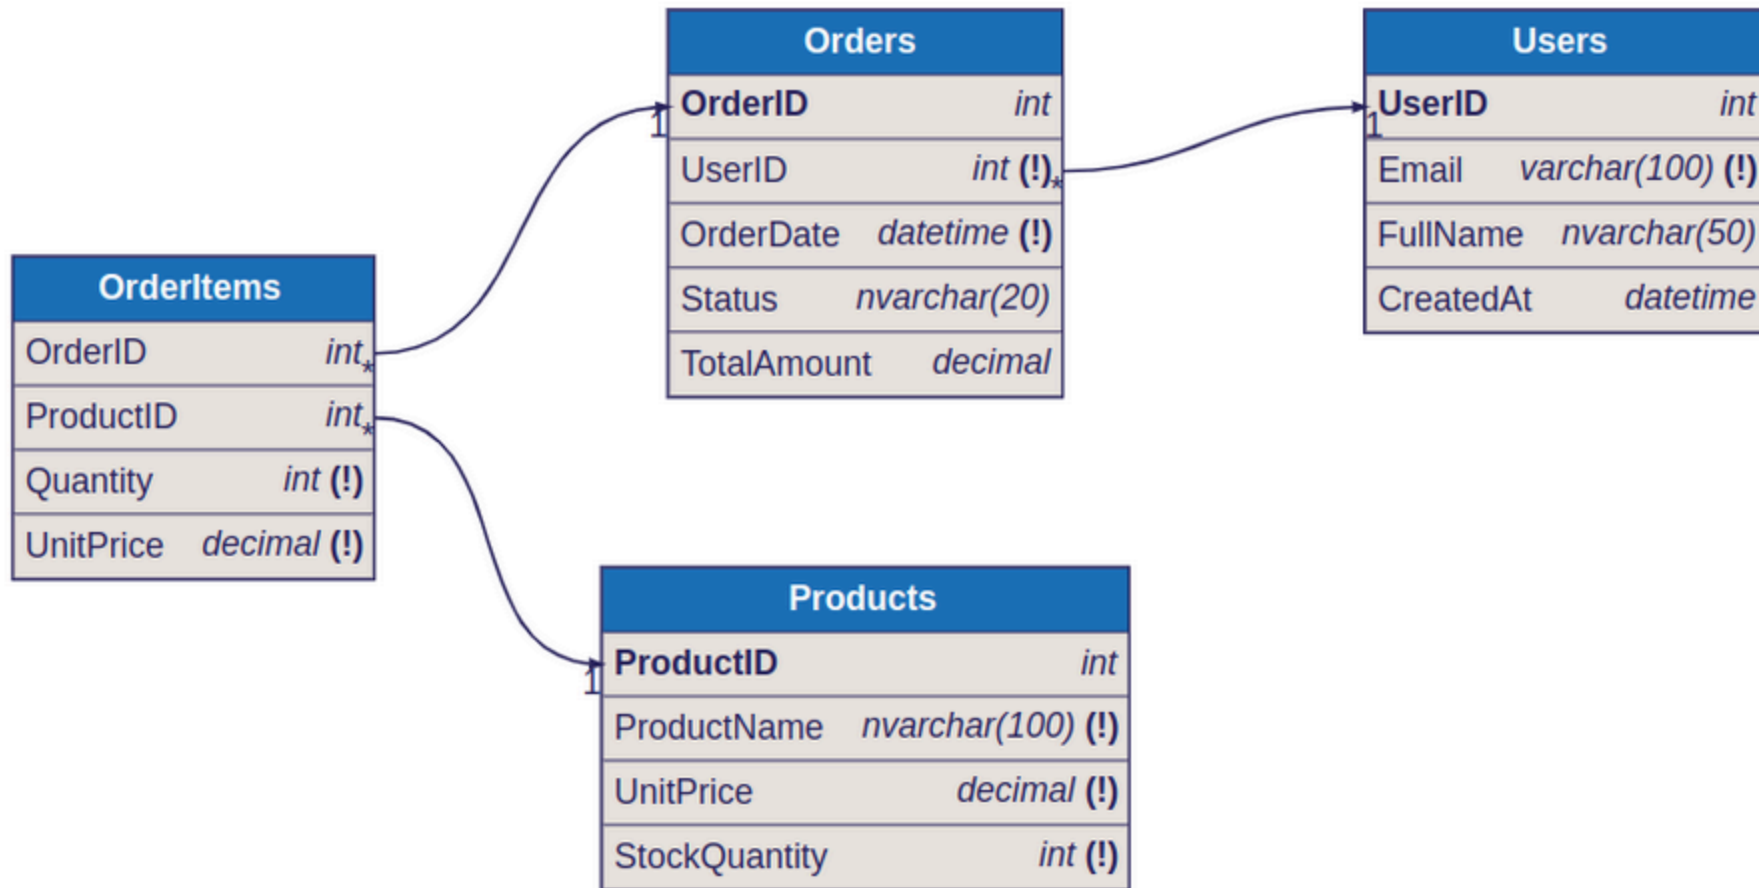 Orders
OrderID int
UserID int (!)
OrderDate datetime (!)
Status nvarchar(20)
TotalAmount decimal
Users
UserID int
Email varchar(100) (!)
FullName nvarchar(50)
CreatedAt datetime
OrderItems
OrderID int
ProductID int
Quantity int (!)
UnitPrice decimal (!)
Products
ProductID int
ProductName nvarchar(100) (!)
UnitPrice decimal (!)
StockQuantity int (!)
1
*
1
*
*
1